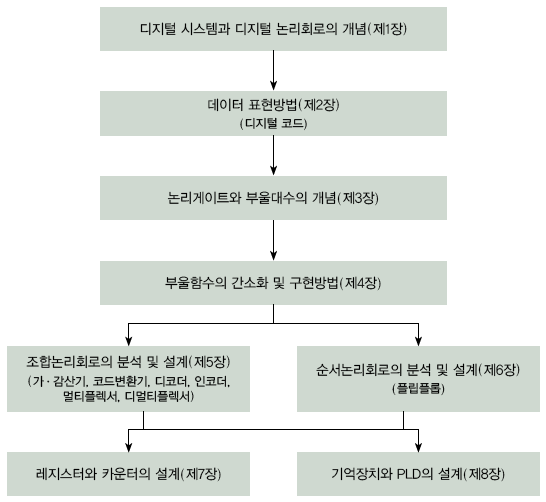 디지털 시스템과 디지털 논리회로의 개념(제1장)
데이터 표현방법(제2장)
(디지털 코드)
논리게이트와 부울대수의 개념(제3장)
부울함수의 간소화 및 구현방법(제4장)
조합논리회로의 분석 및 설계(제5장)
(가·감산기, 코드변환기, 디코더, 인코더,
멀티플렉서, 디멀티플렉서)
순서논리회로의 분석 및 설계(제6장)
(플립플롭)
레지스터와 카운터의 설계(제7장)
기억장치와 PLD의 설계(제8장)